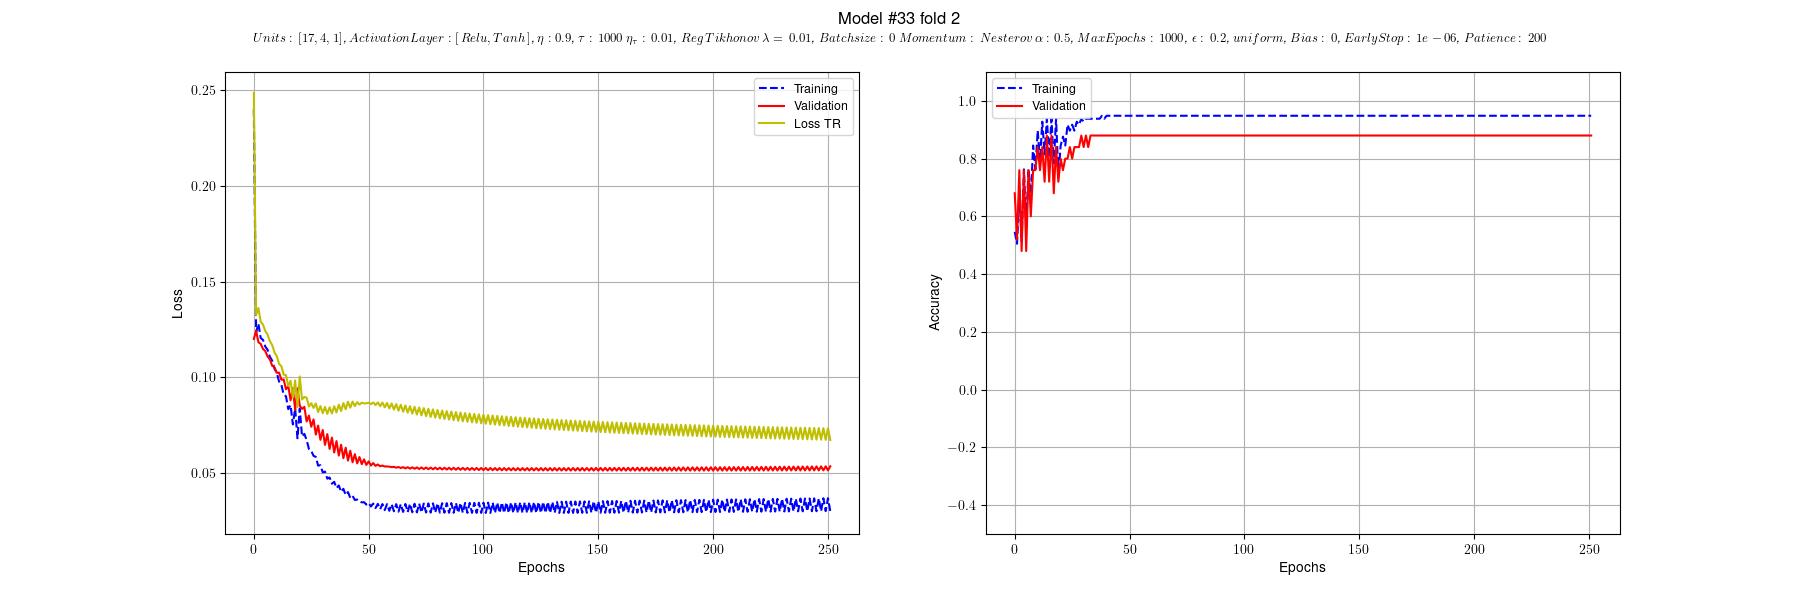 Model #33 fold 2
Units : [17, 4, 1], ActivationLayer : [ Relu, Tanh], η : 0.9, τ : 1000 η_τ : 0.01, RegTikhonov λ = 0.01, Batchsize : 0 Momentum : Nesterov α : 0.5, MaxEpochs : 1000, ϵ : 0.2, uniform, Bias : 0, EarlyStop : 1e − 06, Patience : 200
0.25
0.20
0.15
0.10
0.05
Loss
Training
Validation
Loss TR
0 50 100 150 200 250
Epochs
1.0
0.8
0.6
0.4
0.2
0.0
−0.2
−0.4
Accuracy
Training
Validation
0 50 100 150 200 250
Epochs